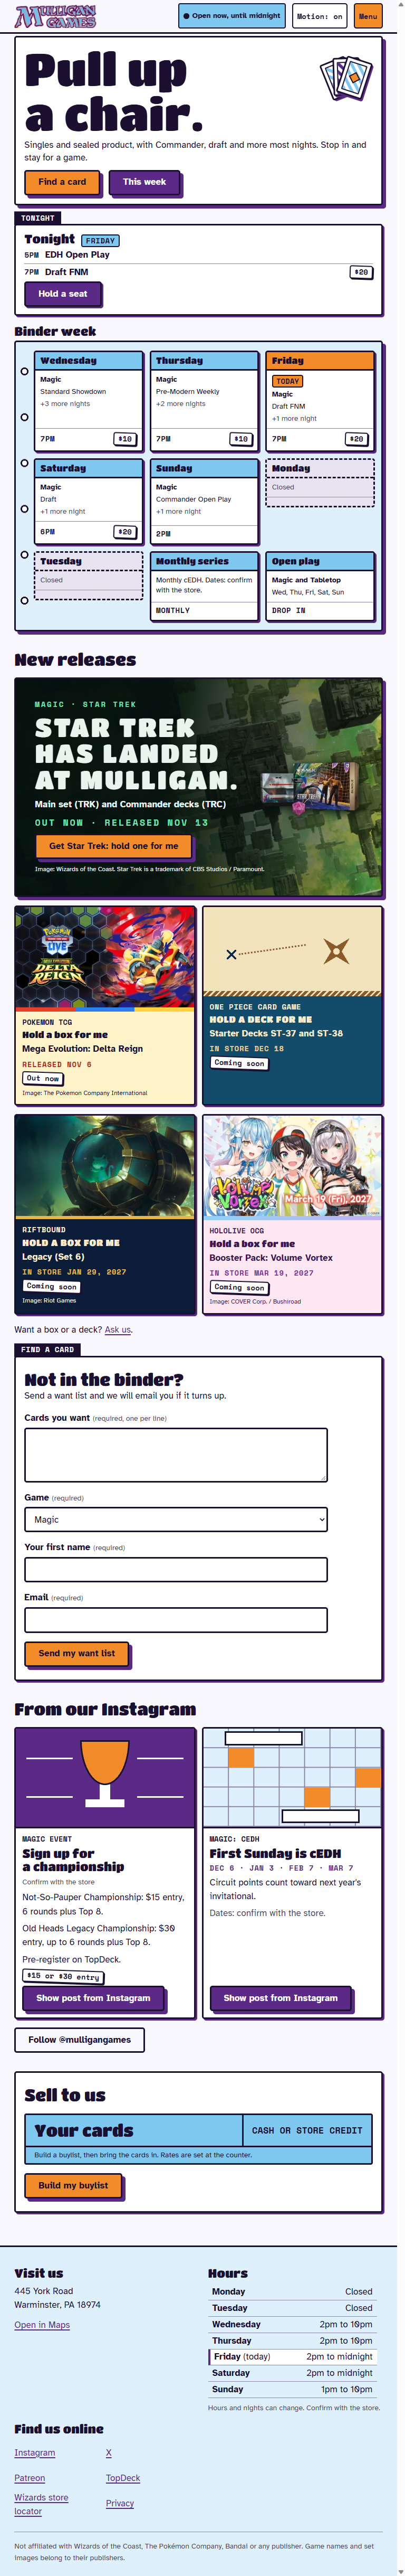 MULLIGAN
GAMES
Open now, until midnight
Motion: on
Menu
Pull up
a chair.
Singles and sealed product, with Commander, draft and more most nights. Stop in and
stay for a game.
Find a card
This week
TONIGHT
Tonight FRIDAY
5PM EDH Open Play
7PM Draft FNM $20
Hold a seat
Binder week
Wednesday
Magic
Standard Showdown
+3 more nights
7PM $10
Thursday
Magic
Pre-Modern Weekly
+2 more nights
7PM $10
Friday
TODAY
Magic
Draft FNM
+1 more night
7PM $20
Saturday
Magic
Draft
+1 more night
6PM $20
Sunday
Magic
Commander Open Play
+1 more night
2PM
Monday
Closed
Tuesday
Closed
Monthly series
Monthly cEDH. Dates: confirm
with the store.
MONTHLY
Open play
Magic and Tabletop
Wed, Thu, Fri, Sat, Sun
DROP IN
New releases
MAGIC · STAR TREK
STAR TREK
HAS LANDED
AT MULLIGAN.
Main set (TRK) and Commander decks (TRC)
OUT NOW · RELEASED NOV 13
Get Star Trek: hold one for me
Image: Wizards of the Coast. Star Trek is a trademark of CBS Studios / Paramount.
POKÉMON
LIVE
DELTA
REIGN
POKEMON TCG
Hold a box for me
Mega Evolution: Delta Reign
RELEASED NOV 6
Out now
Image: The Pokemon Company International
ONE PIECE CARD GAME
HOLD A DECK FOR ME
Starter Decks ST-37 and ST-38
IN STORE DEC 18
Coming soon
RIFTBOUND
HOLD A BOX FOR ME
Legacy (Set 6)
IN STORE JAN 29, 2027
Coming soon
Image: Riot Games
Volume
Vortex
March 19 (Fri), 2027
HOLOLIVE OCG
Hold a box for me
Booster Pack: Volume Vortex
IN STORE MAR 19, 2027
Coming soon
Image: COVER Corp. / Bushiroad
Want a box or a deck? Ask us.
FIND A CARD
Not in the binder?
Send a want list and we will email you if it turns up.
Cards you want (required, one per line)
Game (required)
Magic
Your first name (required)
Email (required)
Send my want list
From our Instagram
MAGIC EVENT
Sign up for
a championship
Confirm with the store
Not-So-Pauper Championship: $15 entry,
6 rounds plus Top 8.
Old Heads Legacy Championship: $30
entry, up to 6 rounds plus Top 8.
Pre-register on TopDeck.
$15 or $30 entry
Show post from Instagram
MAGIC: CEDH
First Sunday is cEDH
DEC 6 · JAN 3 · FEB 7 · MAR 7
Circuit points count toward next year's
invitational.
Dates: confirm with the store.
Show post from Instagram
Follow @mulligangames
Sell to us
Your cards
CASH OR STORE CREDIT
Build a buylist, then bring the cards in. Rates are set at the counter.
Build my buylist
Visit us
445 York Road
Warminster, PA 18974
Open in Maps
Hours
Monday Closed
Tuesday Closed
Wednesday 2pm to 10pm
Thursday 2pm to 10pm
Friday (today) 2pm to midnight
Saturday 2pm to midnight
Sunday 1pm to 10pm
Hours and nights can change. Confirm with the store.
Find us online
Instagram
X
Patreon
TopDeck
Wizards store
locator
Privacy
Not affiliated with Wizards of the Coast, The Pokémon Company, Bandai or any publisher. Game names and set
images belong to their publishers.